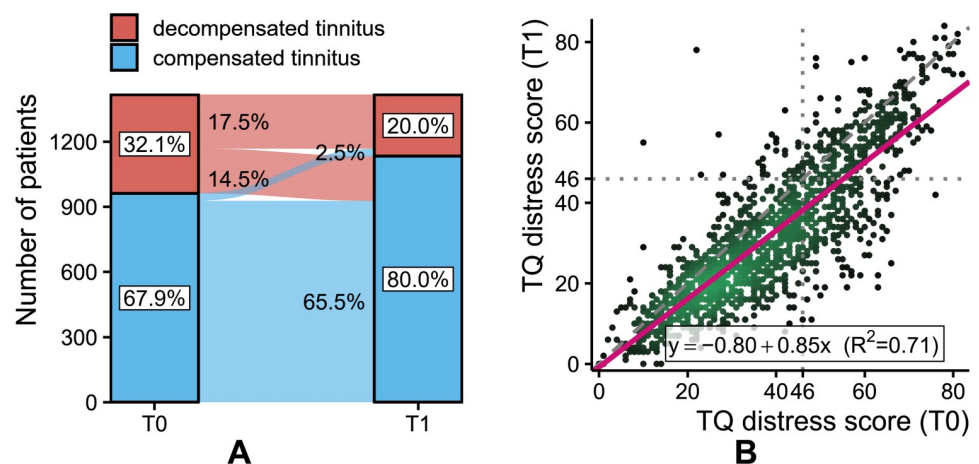 decompensated tinnitus
compensated tinnitus
Number of patients
1200
900
600
300
0
32.1%
67.9%
17.5%
14.5%
2.5%
65.5%
20.0%
80.0%
T0
T1
A
B
TQ distress score (T1)
80
60
46
40
20
0
y=−0.80+0.85x (R²=0.71)
0
20
40
46
60
80
TQ distress score (T0)